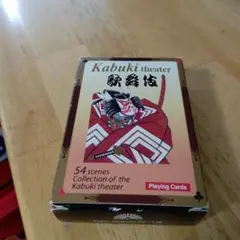 Kabuki theater
歌舞伎
54 scenes
Collection of the
Kabuki theater
Playing Cards